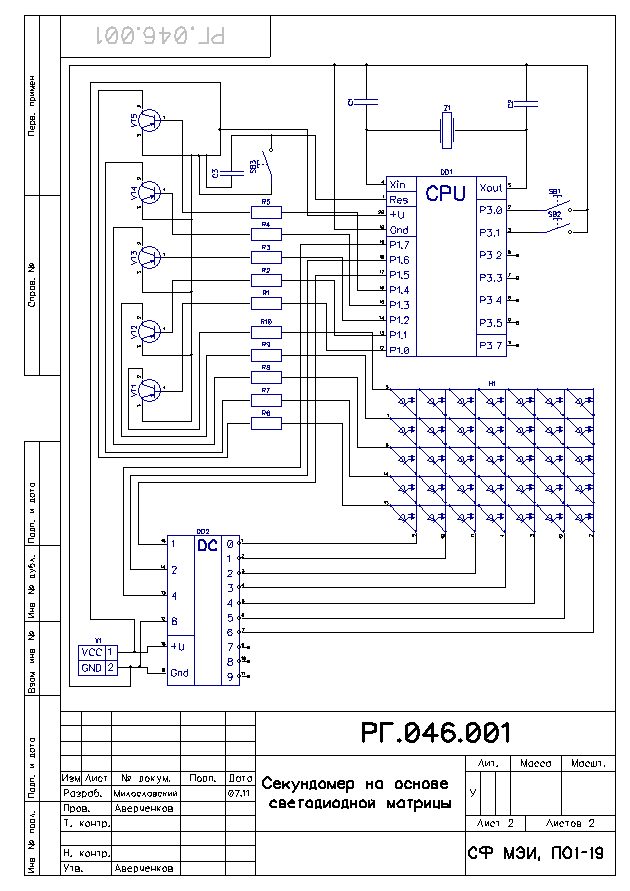 РГ.046.001
Перв. примен
Справ. №
Подп. и дата
Инв № дубл.
Взам инв №
Подп. и дата
Инв № подл.
VT5
VT4
VT3
VT2
VT1
C3
SB3
R5
R4
R3
R2
R1
R10
R9
R8
R7
R6
C1
Z1
C2
DD1
CPU
Xin
Res
+U
Gnd
P1.7
P1.6
P1.5
P1.4
P1.3
P1.2
P1.1
P1.0
Xout
P3.0
P3.1
P3 2
P3.3
P3 4
P3.5
P3 7
SB1
SB2
H1
DD2
DC
1
2
4
8
+U
Gnd
0
1
2
3
4
5
6
7
8
9
VCC 1
GND 2
РГ.046.001
Секундомер на основе
светодиодной матрицы
Изм Лист № докум. Подп. Дата
Разраб. Милославский 07.11
Пров. Аверченков
Т. контр.
Н. контр.
Утв. Аверченков
Лит. Масса Масшт.
У
Лист 2 Листов 2
СФ МЭИ, ПО1-19